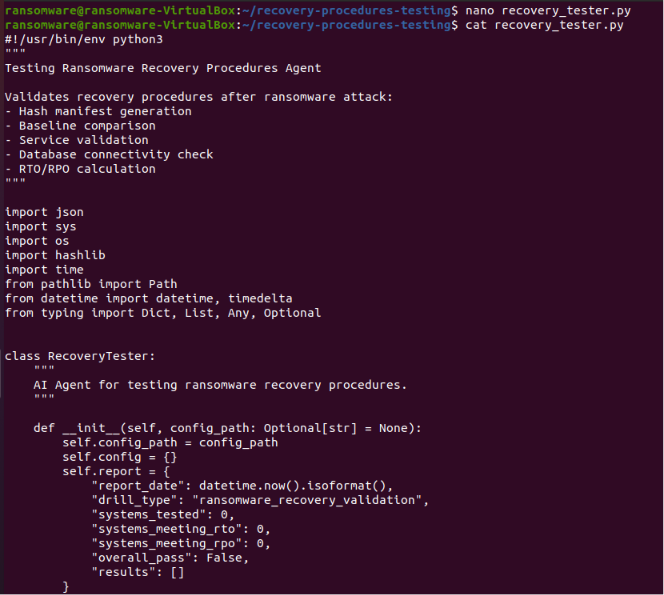 ransomware@ransomware-VirtualBox:~/recovery-procedures-testing$ nano recovery_tester.py
ransomware@ransomware-VirtualBox:~/recovery-procedures-testing$ cat recovery_tester.py
#!/usr/bin/env python3
"""
Testing Ransomware Recovery Procedures Agent

Validates recovery procedures after ransomware attack:
- Hash manifest generation
- Baseline comparison
- Service validation
- Database connectivity check
- RTO/RPO calculation
"""

import json
import sys
import os
import hashlib
import time
from pathlib import Path
from datetime import datetime, timedelta
from typing import Dict, List, Any, Optional


class RecoveryTester:
    """
    AI Agent for testing ransomware recovery procedures.
    """

    def __init__(self, config_path: Optional[str] = None):
        self.config_path = config_path
        self.config = {}
        self.report = {
            "report_date": datetime.now().isoformat(),
            "drill_type": "ransomware_recovery_validation",
            "systems_tested": 0,
            "systems_meeting_rto": 0,
            "systems_meeting_rpo": 0,
            "overall_pass": False,
            "results": []
        }